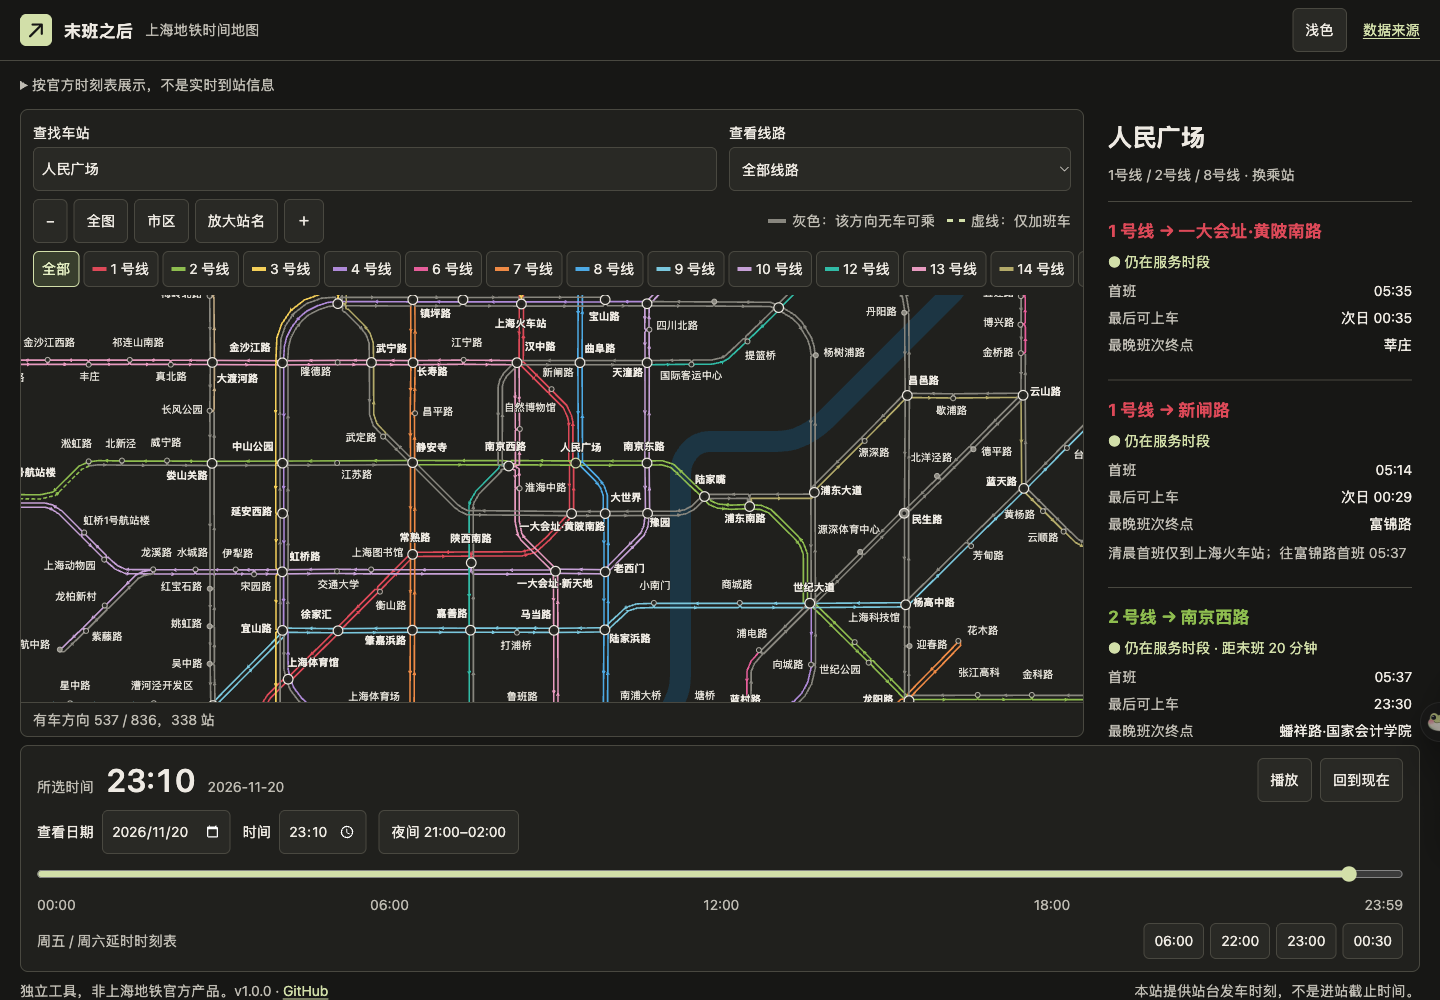 末班之后 上海地铁时间地图 浅色 数据来源
▶ 按官方时刻表展示，不是实时到站信息
查找车站 查看线路
人民广场 全部线路
− 全图 市区 放大站名 + 灰色：该方向无车可乘 虚线：仅加班车
全部 1 号线 2 号线 3 号线 4 号线 6 号线 7 号线 8 号线 9 号线 10 号线 12 号线 13 号线 14 号线
镇坪路 宝山路 丹阳路 博兴路
上海火车站 四川北路
金沙江西路 祁连山南路 金沙江路 武宁路 江宁路 汉中路 曲阜路 提篮桥 杨树浦路 金桥路
丰庄 真北路 大渡河路 隆德路 长寿路 新闸路 天潼路 国际客运中心 昌邑路 云山路
长风公园 昌平路 自然博物馆 歇浦路
淞虹路 北新泾 威宁路 中山公园 武定路 静安寺 南京西路 人民广场 南京东路 源深路 北洋泾路 德平路
号航站楼 娄山关路 江苏路 淮海中路 陆家嘴 浦东大道 蓝天路 台
虹桥1号航站楼 延安西路 大世界 一大会址·黄陂南路 豫园 浦东南路 源深体育中心 民生路 黄杨路
上海动物园 龙溪路 水城路 伊犁路 虹桥路 上海图书馆 常熟路 陕西南路 老西门 芳甸路 云顺路
龙柏新村 红宝石路 宋园路 交通大学 一大会址·新天地 小南门 商城路 世纪大道
航中路 紫藤路 姚虹路 宜山路 徐家汇 衡山路 肇嘉浜路 嘉善路 打浦桥 马当路 陆家浜路 浦电路 上海科技馆 杨高中路
吴中路 上海体育馆 向城路 世纪公园 迎春路 花木路
星中路 漕河泾开发区 上海体育场 鲁班路 南浦大桥 塘桥 蓝村路 龙阳路 张江高科 金科路
有车方向 537 / 836，338 站
人民广场
1号线 / 2号线 / 8号线 · 换乘站
1 号线 → 一大会址·黄陂南路
仍在服务时段
首班 05:35
最后可上车 次日 00:35
最晚班次终点 莘庄
1 号线 → 新闸路
仍在服务时段
首班 05:14
最后可上车 次日 00:29
最晚班次终点 富锦路
清晨首班仅到上海火车站；往富锦路首班 05:37
2 号线 → 南京西路
仍在服务时段 · 距末班 20 分钟
首班 05:37
最后可上车 23:30
最晚班次终点 蟠祥路·国家会计学院
所选时间 23:10 2026-11-20 播放 回到现在
查看日期 2026/11/20 时间 23:10 夜间 21:00–02:00
00:00 06:00 12:00 18:00 23:59
周五 / 周六延时时刻表 06:00 22:00 23:00 00:30
独立工具，非上海地铁官方产品。v1.0.0 · GitHub 本站提供站台发车时刻，不是进站截止时间。